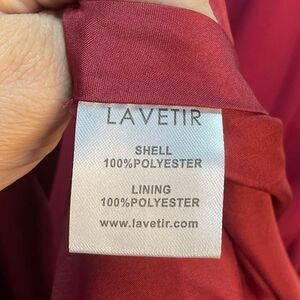 LAVETIR
SHELL
100%POLYESTER
LINING
100%POLYESTER
www.lavetir.com